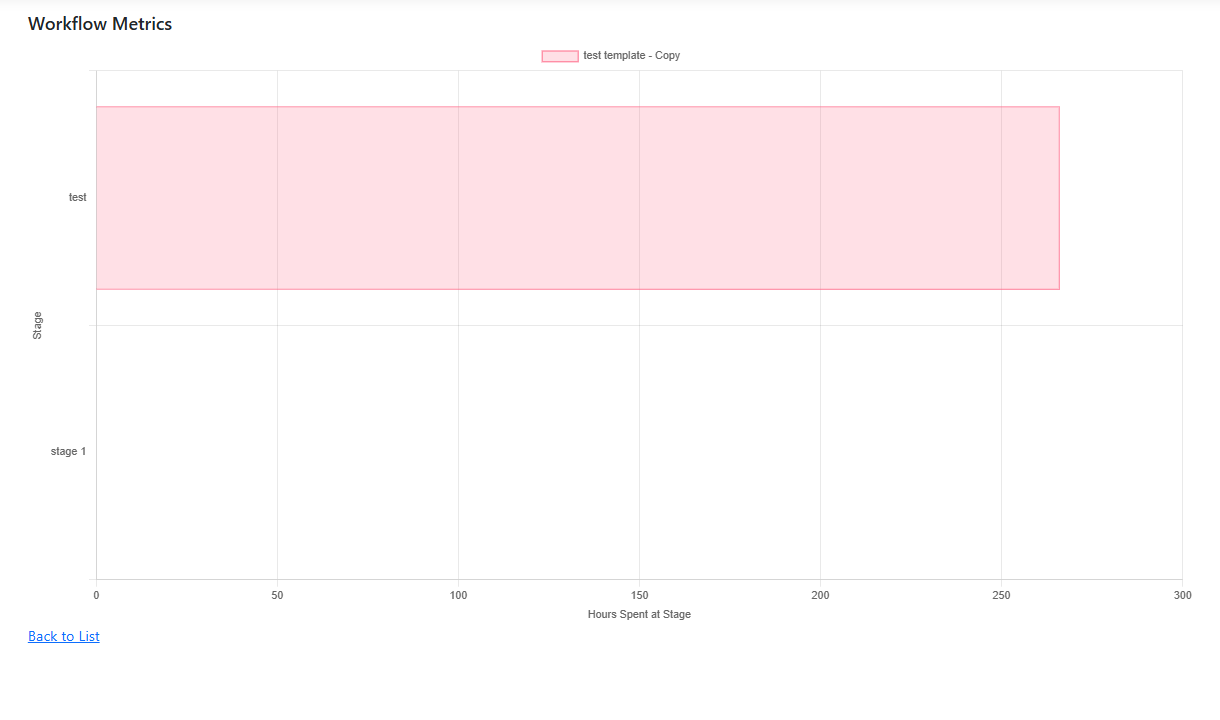 Workflow Metrics
test template - Copy
test
Stage
stage 1
0 50 100 150 200 250 300
Hours Spent at Stage
Back to List